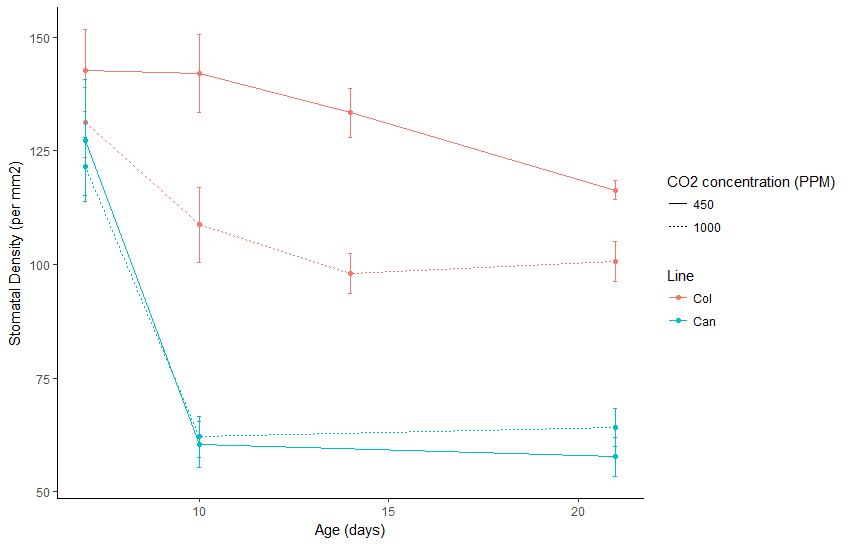 150
125
100
75
50
Stomatal Density (per mm2)
10
15
20
Age (days)
CO2 concentration (PPM)
450
1000
Line
Col
Can